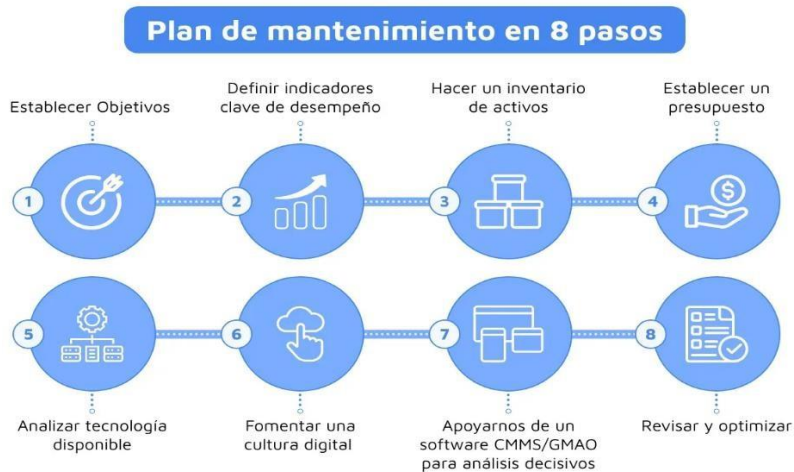 Plan de mantenimiento en 8 pasos
Establecer Objetivos
Definir indicadores
clave de desempeño
Hacer un inventario
de activos
Establecer un
presupuesto
1
2
3
4
5
6
7
8
Analizar tecnología
disponible
Fomentar una
cultura digital
Apoyarnos de un
software CMMS/GMAO
para análisis decisivos
Revisar y optimizar